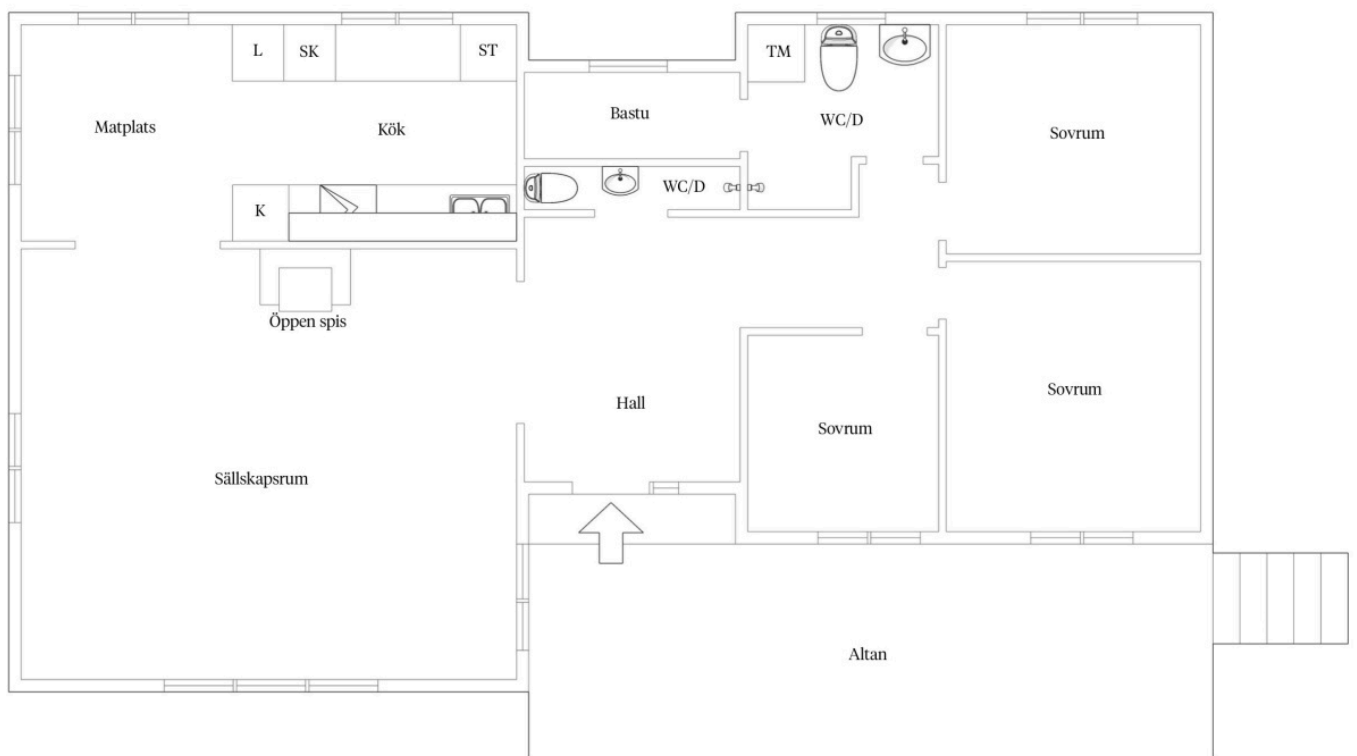 L
SK
ST
TM
Matplats
Kök
Bastu
WC/D
Sovrum
WC/D
K
Öppen spis
Hall
Sovrum
Sovrum
Sällskapsrum
Altan